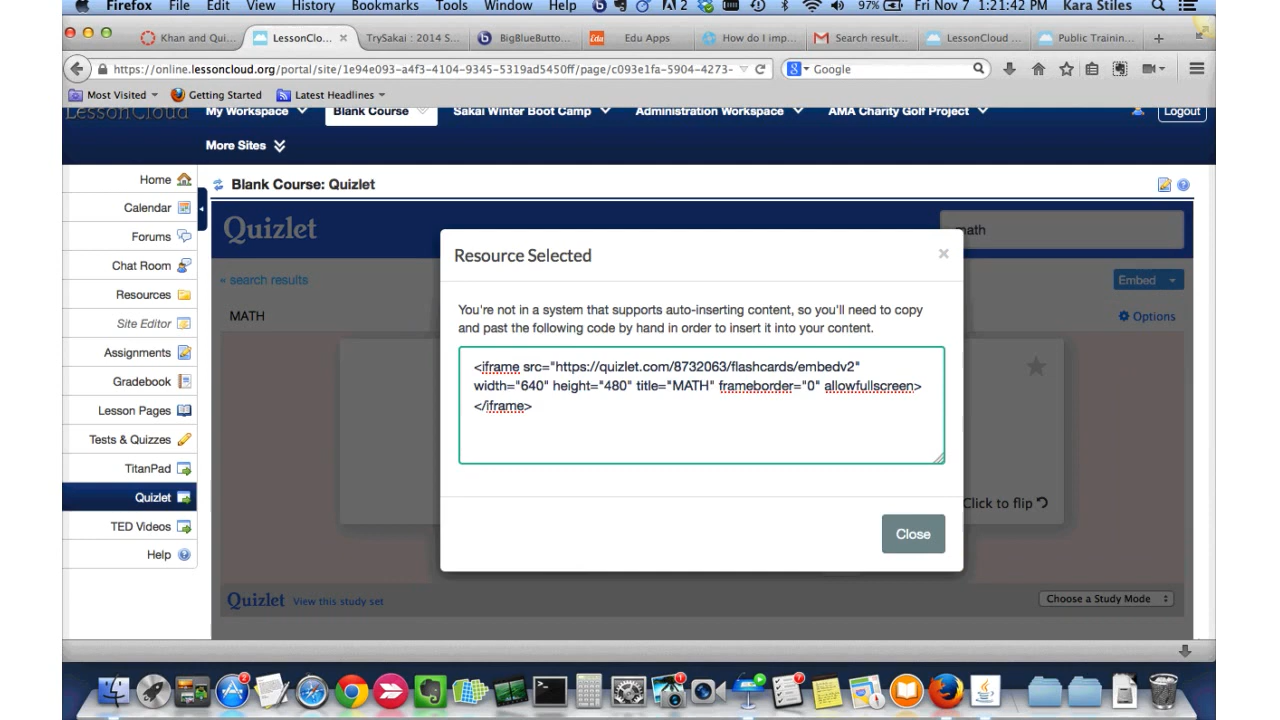 Firefox File Edit View History Bookmarks Tools Window Help 2 97% Fri Nov 7 1:21:42 PM Kara Stiles
Khan and Qui... LessonClo... × TrySakai : 2014 S... BigBlueButto... Edu Edu Apps How do I imp... Search result... LessonCloud ... Public Trainin... +
https://online.lessoncloud.org/portal/site/1e94e093-a4f3-4104-9345-5319ad5450ff/page/c093e1fa-5904-4273- Google
Most Visited Getting Started Latest Headlines
LessonCloud My Workspace Blank Course Sakai Winter Boot Camp Administration Workspace AMA Charity Golf Project Logout
More Sites
Home
Calendar
Forums
Chat Room
Resources
Site Editor
Assignments
Gradebook
Lesson Pages
Tests & Quizzes
TitanPad
Quizlet
TED Videos
Help
Blank Course: Quizlet
Quizlet math
« search results Embed
MATH Options
Resource Selected ×
You're not in a system that supports auto-inserting content, so you'll need to copy
and past the following code by hand in order to insert it into your content.
<iframe src="https://quizlet.com/8732063/flashcards/embedv2"
width="640" height="480" title="MATH" frameborder="0" allowfullscreen>
</iframe>
Click to flip
Close
Quizlet View this study set Choose a Study Mode